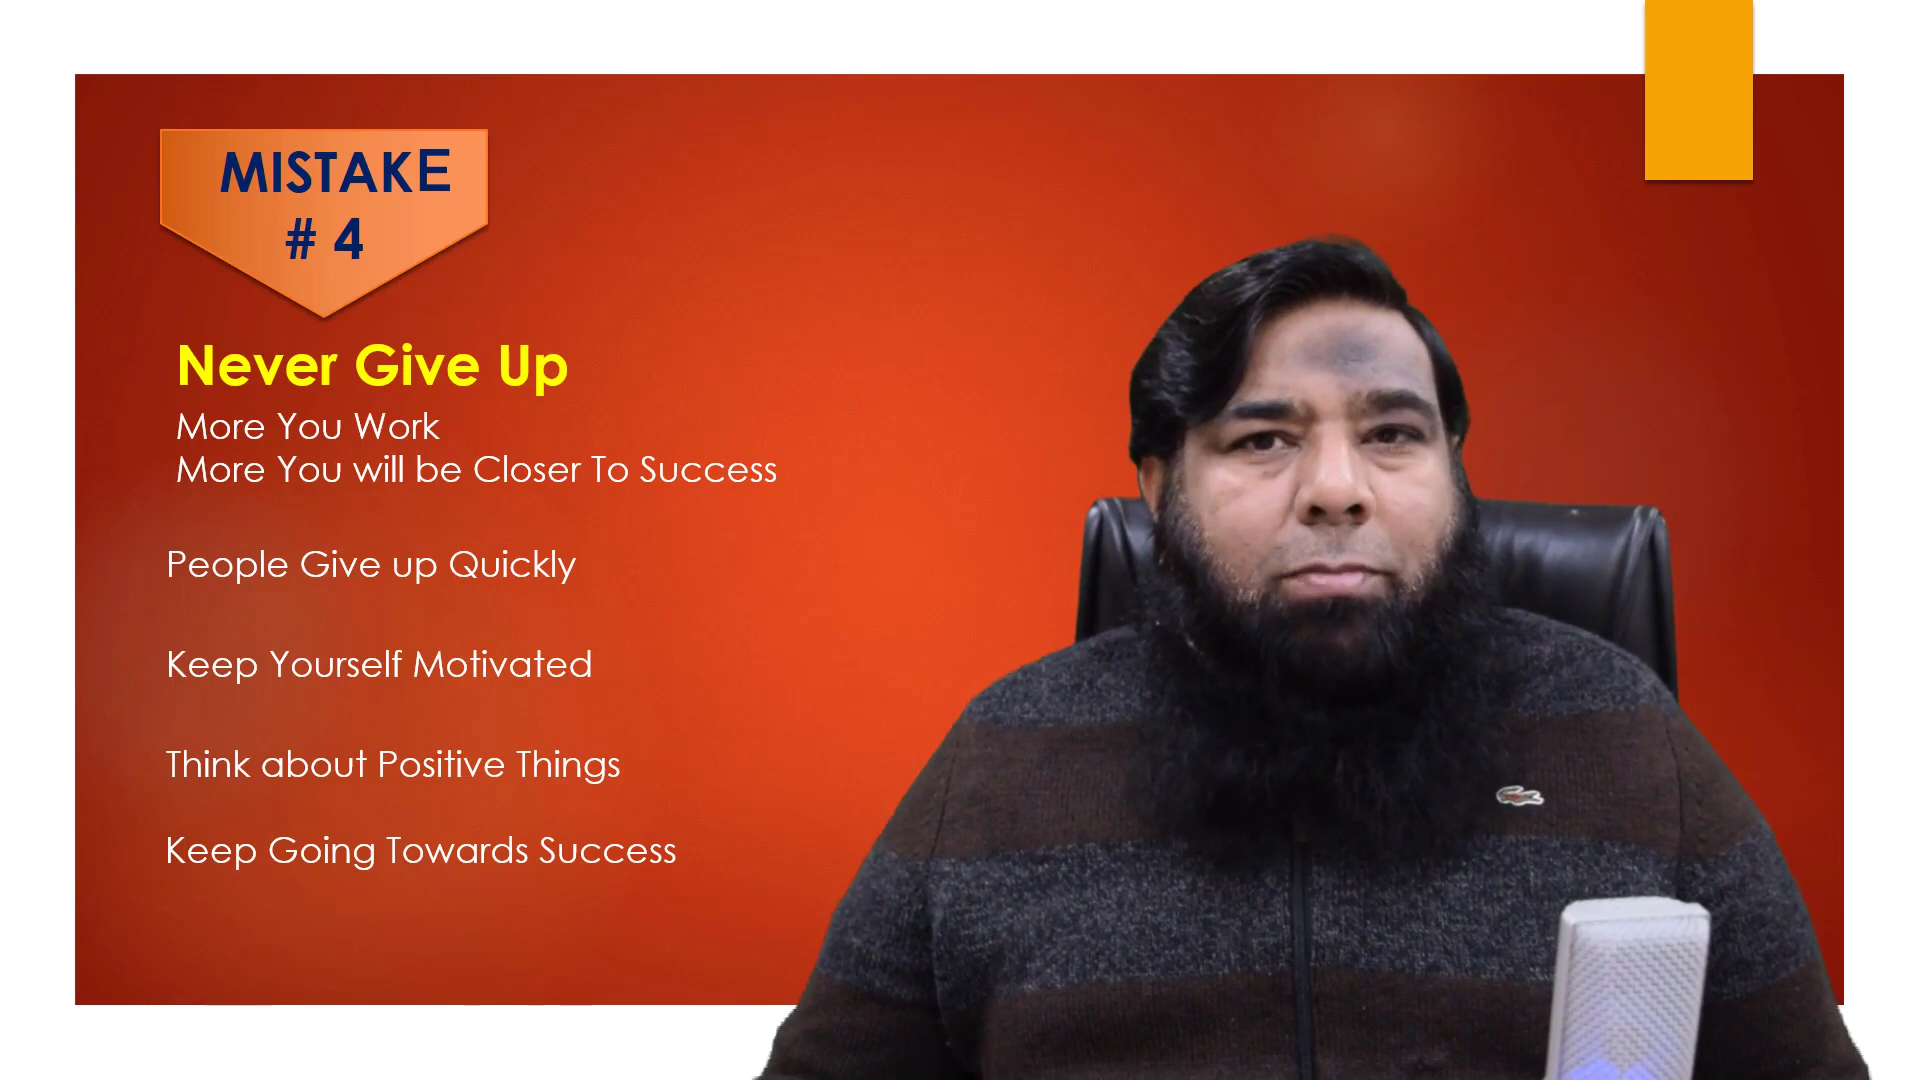 MISTAKE
# 4
Never Give Up
More You Work
More You will be Closer To Success
People Give up Quickly
Keep Yourself Motivated
Think about Positive Things
Keep Going Towards Success